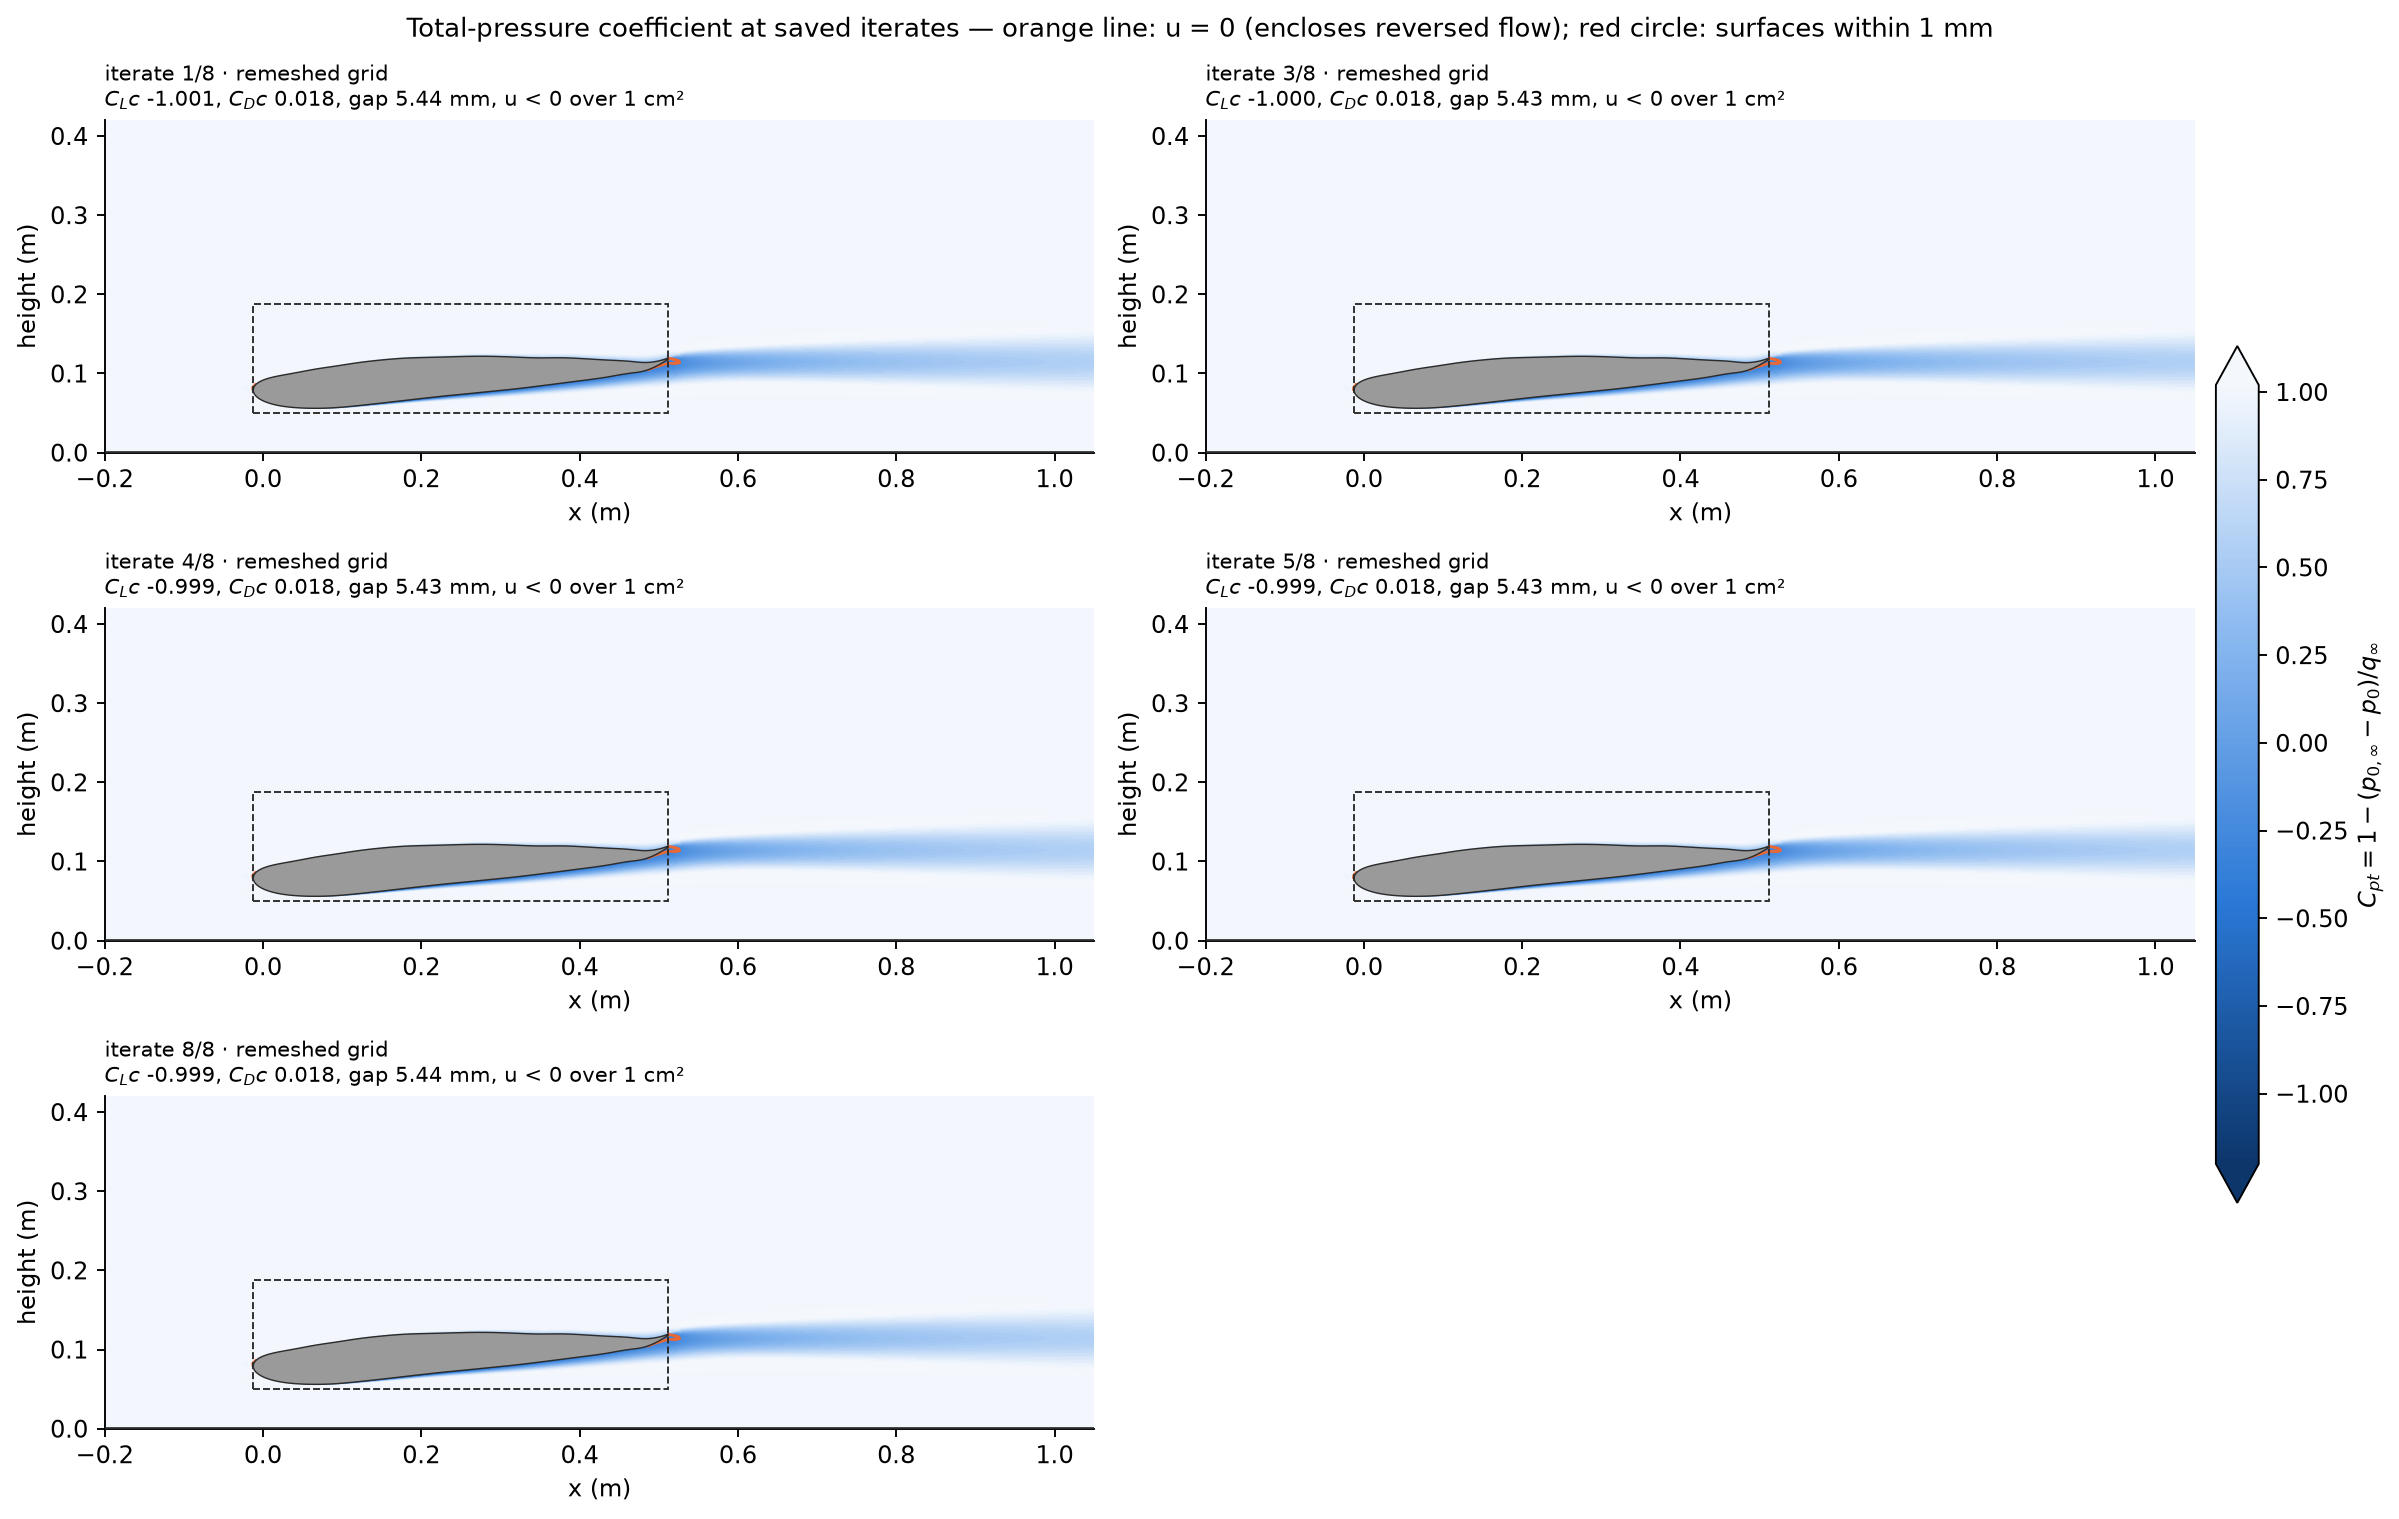 Total-pressure coefficient at saved iterates — orange line: u = 0 (encloses reversed flow); red circle: surfaces within 1 mm
iterate 1/8 · remeshed grid
C_Lc -1.001, C_Dc 0.018, gap 5.44 mm, u < 0 over 1 cm²
0.4
0.3
0.2
0.1
0.0
height (m)
−0.2 0.0 0.2 0.4 0.6 0.8 1.0
x (m)
iterate 3/8 · remeshed grid
C_Lc -1.000, C_Dc 0.018, gap 5.43 mm, u < 0 over 1 cm²
0.4
0.3
0.2
0.1
0.0
height (m)
−0.2 0.0 0.2 0.4 0.6 0.8 1.0
x (m)
iterate 4/8 · remeshed grid
C_Lc -0.999, C_Dc 0.018, gap 5.43 mm, u < 0 over 1 cm²
0.4
0.3
0.2
0.1
0.0
height (m)
−0.2 0.0 0.2 0.4 0.6 0.8 1.0
x (m)
iterate 5/8 · remeshed grid
C_Lc -0.999, C_Dc 0.018, gap 5.43 mm, u < 0 over 1 cm²
0.4
0.3
0.2
0.1
0.0
height (m)
−0.2 0.0 0.2 0.4 0.6 0.8 1.0
x (m)
iterate 8/8 · remeshed grid
C_Lc -0.999, C_Dc 0.018, gap 5.44 mm, u < 0 over 1 cm²
0.4
0.3
0.2
0.1
0.0
height (m)
−0.2 0.0 0.2 0.4 0.6 0.8 1.0
x (m)
1.00
0.75
0.50
0.25
0.00
−0.25
−0.50
−0.75
−1.00
C_pt = 1 − (p_0,∞ − p_0)/q_∞